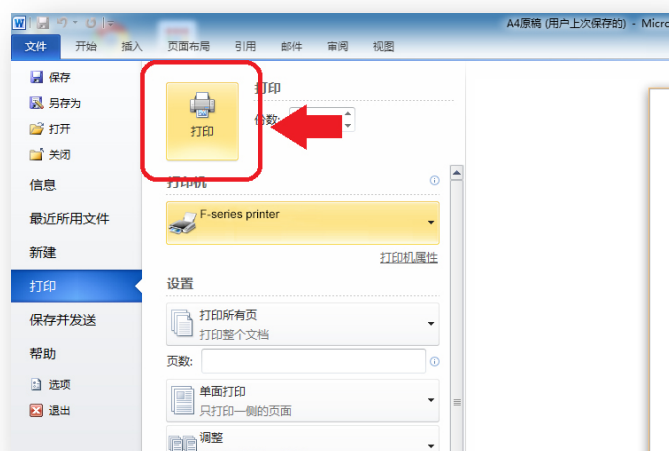 W
A4原稿 (用户上次保存的) - Micro
文件 开始 插入 页面布局 引用 邮件 审阅 视图
保存
另存为
打开
关闭
信息
最近所用文件
新建
打印
保存并发送
帮助
选项
退出
打印
打印
份数:
打印机
F-series printer
打印机属性
设置
打印所有页
打印整个文档
页数:
单面打印
只打印一侧的页面
调整